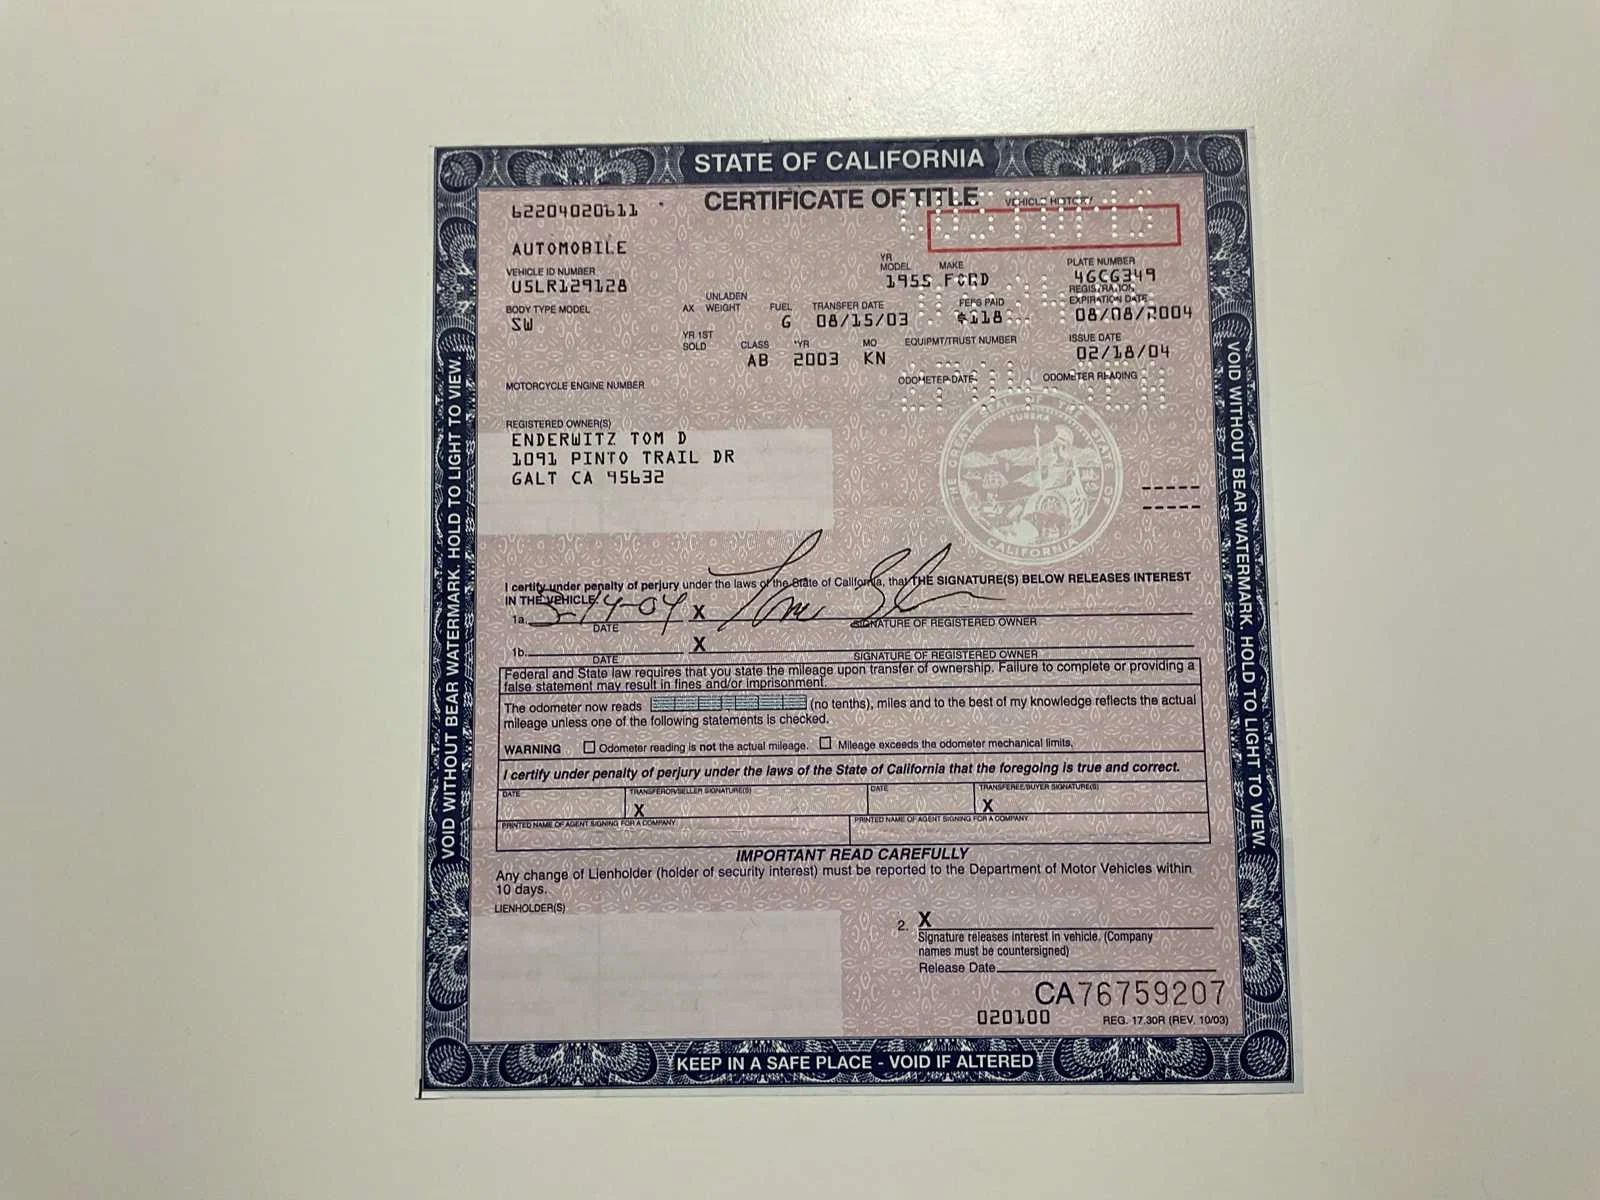 STATE OF CALIFORNIA
CERTIFICATE OF TITLE
VEHICLE HISTORY
62204020611
AUTOMOBILE
VEHICLE ID NUMBER
U5LR129128
YR MODEL
MAKE
PLATE NUMBER
1955 FORD
4GCG349
BODY TYPE MODEL
AX
UNLADEN WEIGHT
FUEL
TRANSFER DATE
FEES PAID
REGISTRATION EXPIRATION DATE
SW
G
08/15/03
$118
08/08/2004
YR 1ST SOLD
CLASS
*YR
MO
EQUIPMT/TRUST NUMBER
ISSUE DATE
AB
2003
KN
02/18/04
MOTORCYCLE ENGINE NUMBER
ODOMETER DATE
ODOMETER READING
REGISTERED OWNER(S)
ENDERWITZ TOM D
1091 PINTO TRAIL DR
GALT CA 95632
THE GREAT SEAL OF THE STATE OF CALIFORNIA
EUREKA
I certify under penalty of perjury under the laws of the State of California, that THE SIGNATURE(S) BELOW RELEASES INTEREST
IN THE VEHICLE.
1a. 3-14-04 X Tom
DATE
SIGNATURE OF REGISTERED OWNER
1b. X
DATE
SIGNATURE OF REGISTERED OWNER
Federal and State law requires that you state the mileage upon transfer of ownership. Failure to complete or providing a
false statement may result in fines and/or imprisonment.
The odometer now reads (no tenths), miles and to the best of my knowledge reflects the actual
mileage unless one of the following statements is checked.
WARNING Odometer reading is not the actual mileage. Mileage exceeds the odometer mechanical limits.
I certify under penalty of perjury under the laws of the State of California that the foregoing is true and correct.
DATE
TRANSFEROR/SELLER SIGNATURE(S)
DATE
TRANSFEREE/BUYER SIGNATURE(S)
X
X
PRINTED NAME OF AGENT SIGNING FOR A COMPANY
PRINTED NAME OF AGENT SIGNING FOR A COMPANY
IMPORTANT READ CAREFULLY
Any change of Lienholder (holder of security interest) must be reported to the Department of Motor Vehicles within
10 days.
LIENHOLDER(S)
2. X
Signature releases interest in vehicle. (Company
names must be countersigned)
Release Date
CA76759207
020100
REG. 17.30R (REV. 10/03)
KEEP IN A SAFE PLACE - VOID IF ALTERED
VOID WITHOUT BEAR WATERMARK. HOLD TO LIGHT TO VIEW.
VOID WITHOUT BEAR WATERMARK. HOLD TO LIGHT TO VIEW.